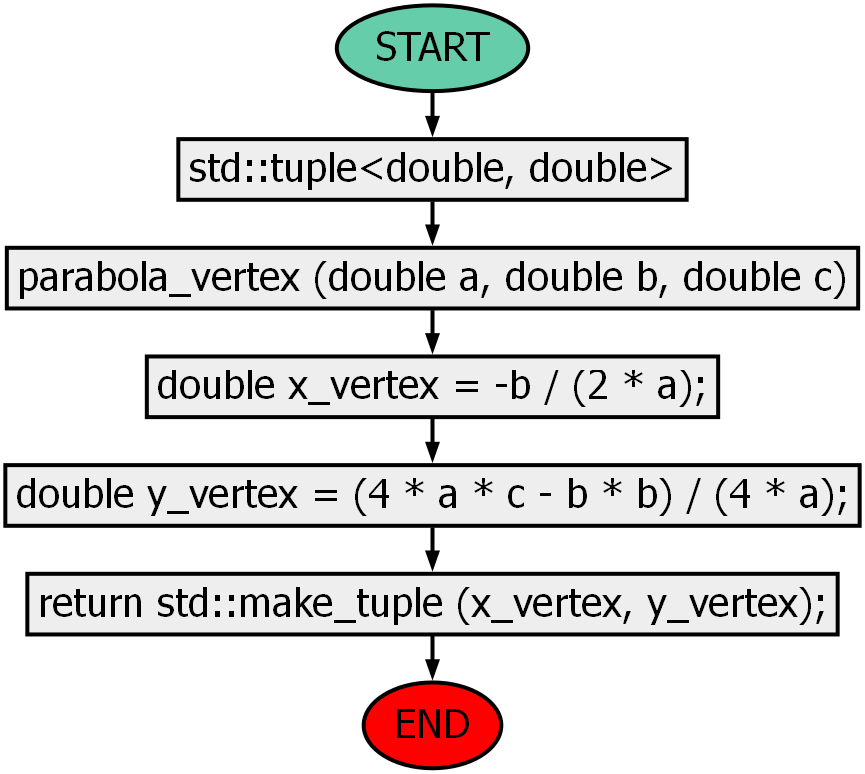 START
std::tuple<double, double>
parabola_vertex (double a, double b, double c)
double x_vertex = -b / (2 * a);
double y_vertex = (4 * a * c - b * b) / (4 * a);
return std::make_tuple (x_vertex, y_vertex);
END